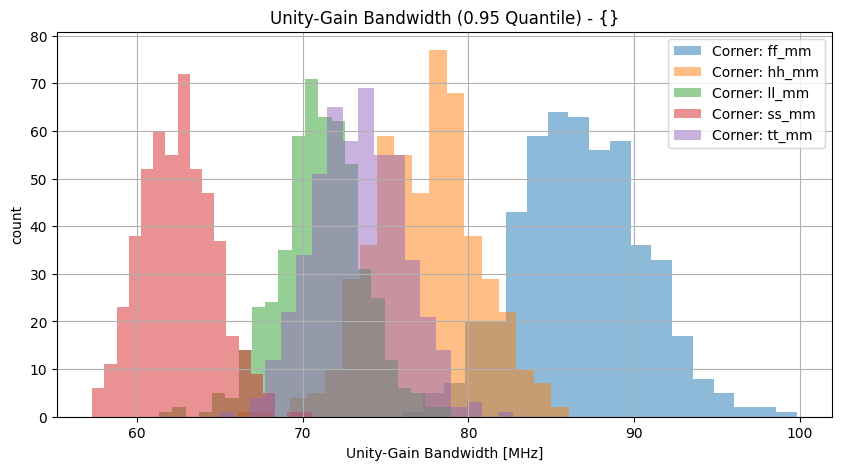 Unity-Gain Bandwidth (0.95 Quantile) - {}
80
70
60
50
40
30
20
10
0
count
Corner: ff_mm
Corner: hh_mm
Corner: ll_mm
Corner: ss_mm
Corner: tt_mm
60 70 80 90 100
Unity-Gain Bandwidth [MHz]